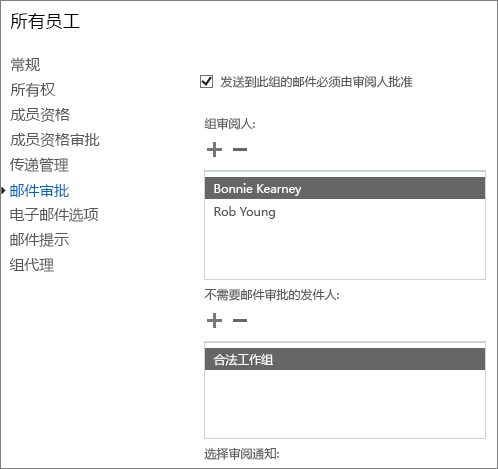 所有员工
常规
所有权
成员资格
成员资格审批
传递管理
邮件审批
电子邮件选项
邮件提示
组代理
发送到此组的邮件必须由审阅人批准
组审阅人:
Bonnie Kearney
Rob Young
不需要邮件审批的发件人:
合法工作组
选择审阅通知: